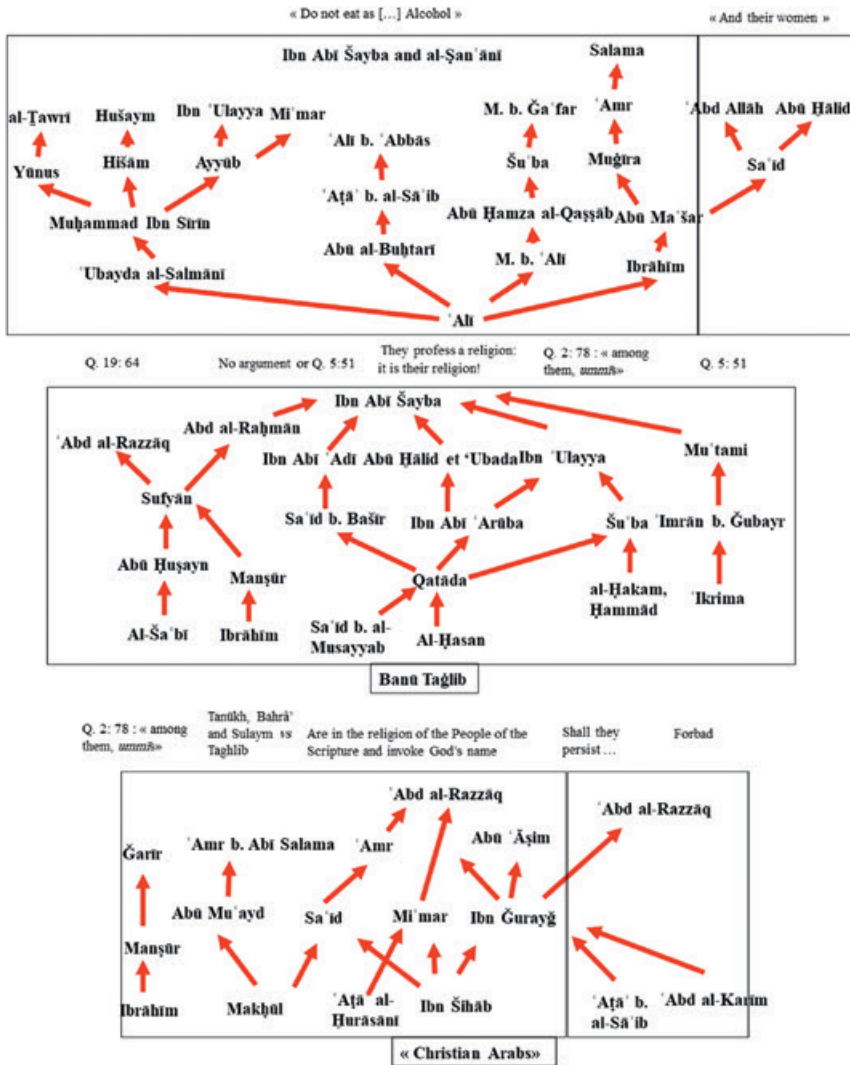 « Do not eat as […] Alcohol »
« And their women »
Ibn Abī Šayba and al-Ṣanʿānī
Salama
al-Ṯawrī
Hušaym
Ibn ʿUlayya
Miʿmar
M. b. Ǧaʿfar
ʿAmr
ʿAbd Allāh
Abū Ḫālid
ʿAlī b. ʿAbbās
Yūnus
Hišām
Ayyūb
Šuʿba
Muġīra
Saʿīd
ʿAṭāʾ b. al-Sāʾib
Muḥammad Ibn Sīrīn
Abū Ḥamza al-Qaṣṣāb
Abū Maʿšar
Abū al-Buḫtarī
ʿUbayda al-Salmānī
M. b. ʿAlī
Ibrāhīm
ʿAlī
Q. 19: 64
No argument or Q. 5:51
They profess a religion:
it is their religion!
Q. 2: 78 : « among
them, ummīs»
Q. 5: 51
Ibn Abī Šayba
ʿAbd al-Razzāq
Abd al-Raḥmān
Ibn Abī ʿAdī
Abū Ḫālid et ‘Ubada
Ibn ʿUlayya
Muʿtami
Sufyān
Saʿīd b. Bašīr
Ibn Abī ʿArūba
Šuʿba
ʿImrān b. Ǧubayr
Abū Ḥuṣayn
Manṣūr
Qatāda
al-Ḥakam,
Ḥammād
ʿIkrima
Al-Šaʿbī
Ibrāhīm
Saʿīd b. al-
Musayyab
Al-Ḥasan
Banū Taġlib
Q. 2: 78 : « among
them, ummīs»
Tanūkh, Bahrā’
and Sulaym vs
Taghlib
Are in the religion of the People of the
Scripture and invoke God’s name
Shall they
persist …
Forbad
ʿAbd al-Razzāq
ʿAbd al-Razzāq
Ǧarīr
ʿAmr b. Abī Salama
ʿAmr
Abū ʿĀṣim
Abū Muʿayd
Saʿīd
Miʿmar
Ibn Ǧurayǧ
Manṣūr
Ibrāhīm
Makḥūl
ʿAṭāʾ al-
Ḫurāsānī
Ibn Šihāb
ʿAṭāʾ b.
al-Sāʾib
ʿAbd al-Karīm
« Christian Arabs»